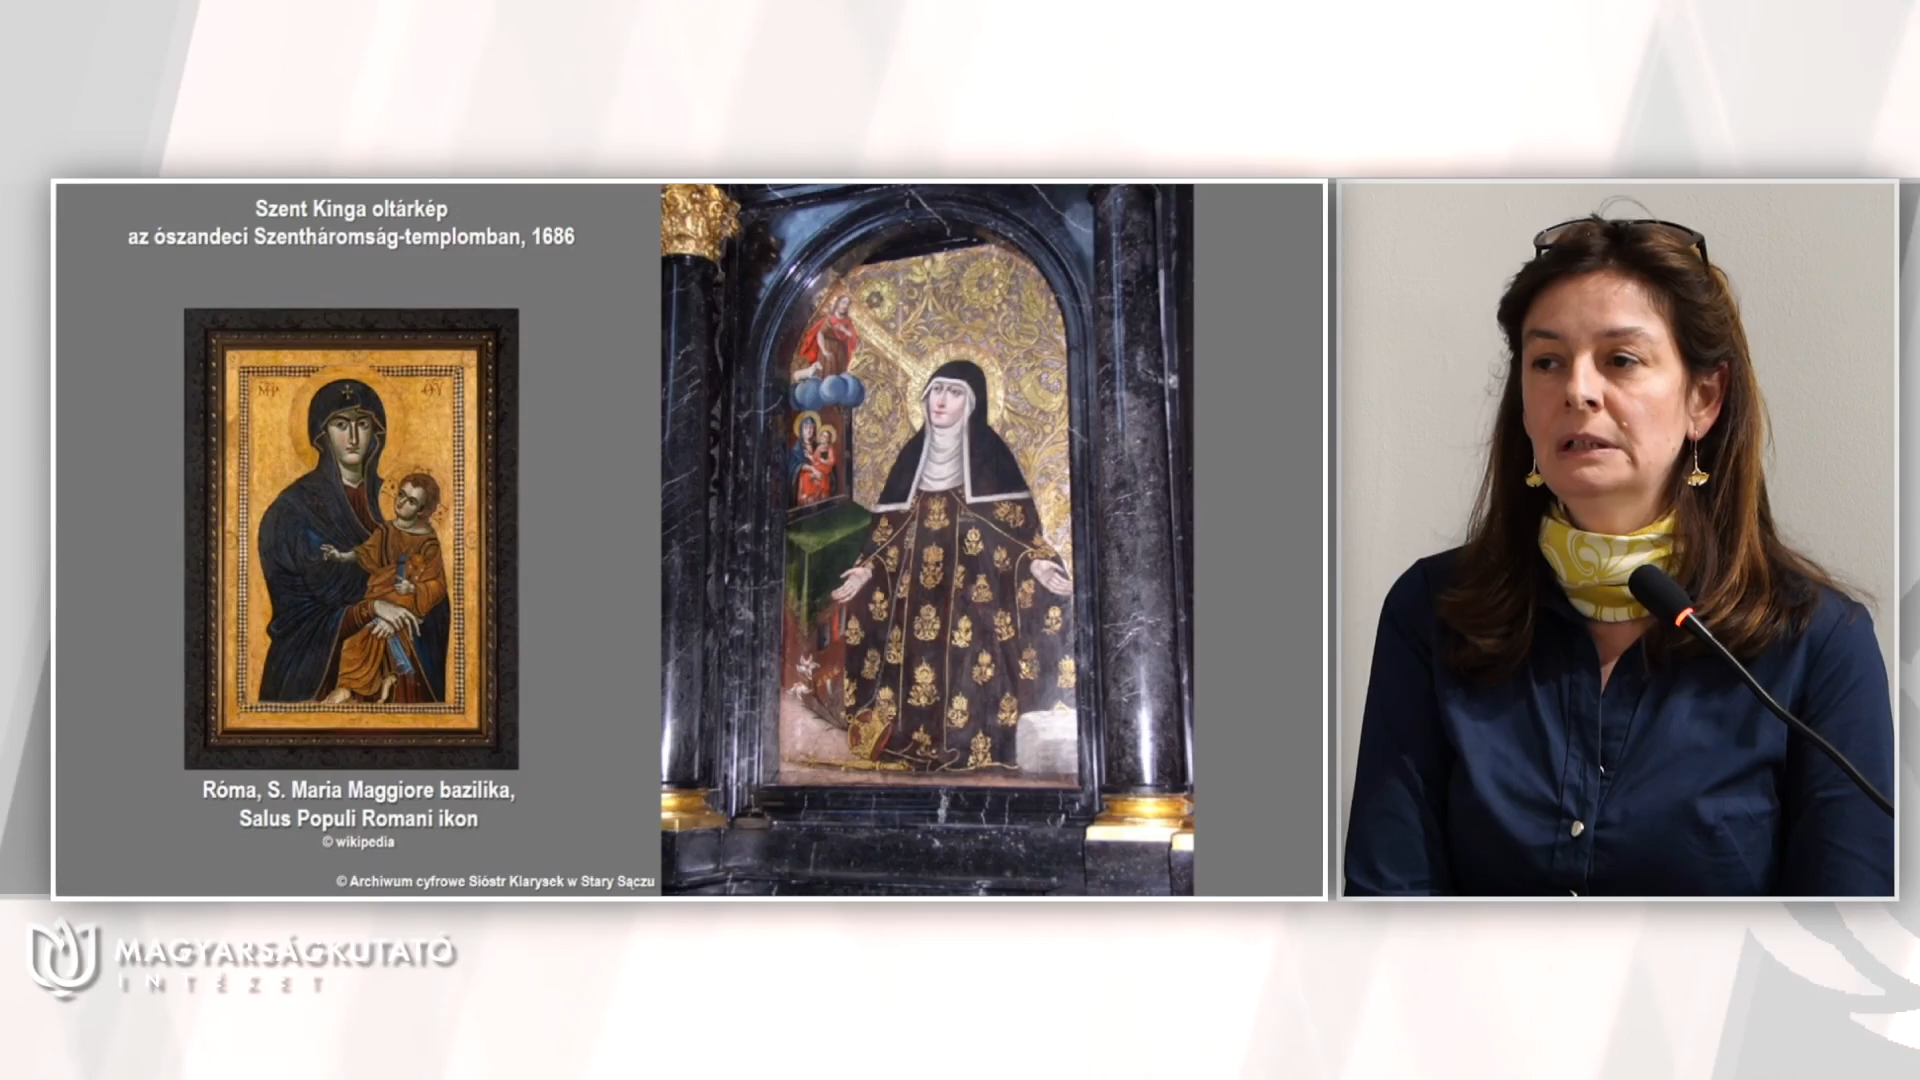 Szent Kinga oltárkép
az ószandeci Szentháromság-templomban, 1686
Róma, S. Maria Maggiore bazilika,
Salus Populi Romani ikon
© wikipedia
© Archiwum cyfrowe Sióstr Klarysek w Stary Sączu
MAGYARSÁGKUTATÓ
INTÉZET